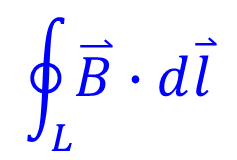 ∮_L B⃗ · dl⃗